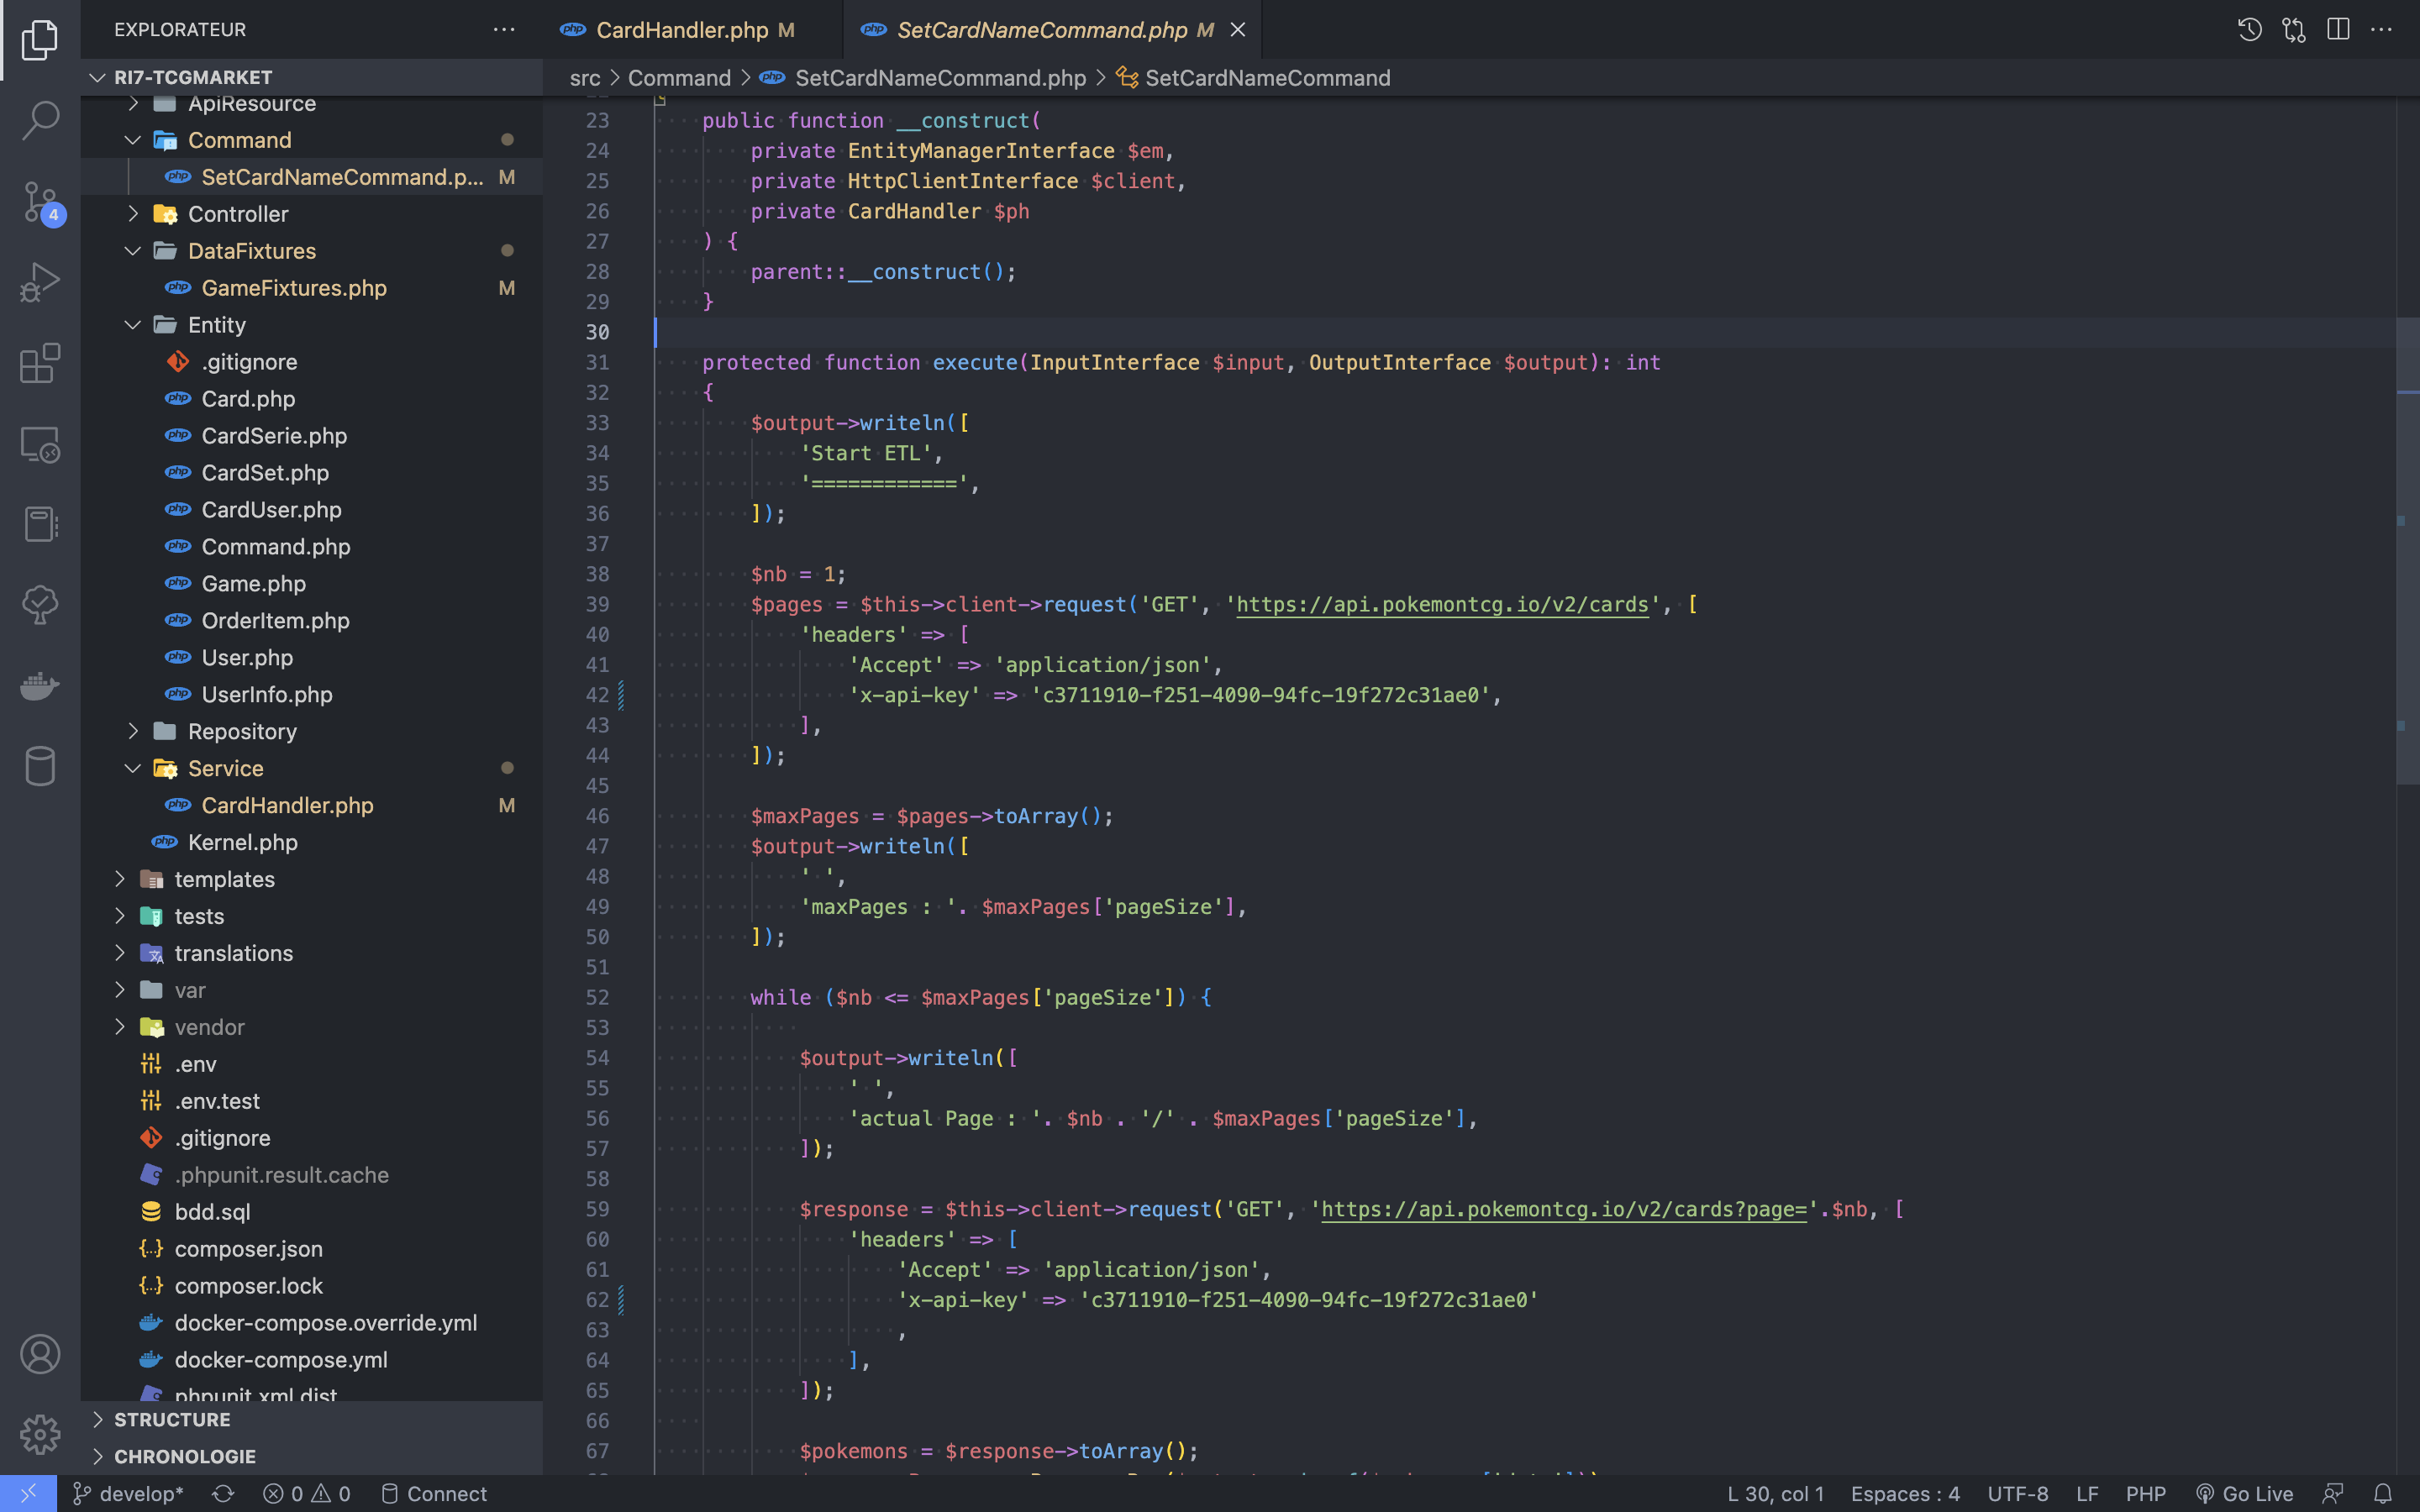 EXPLORATEUR
RI7-TCGMARKET
ApiResource
Command
SetCardNameCommand.p... M
Controller
DataFixtures
GameFixtures.php M
Entity
.gitignore
Card.php
CardSerie.php
CardSet.php
CardUser.php
Command.php
Game.php
OrderItem.php
User.php
UserInfo.php
Repository
Service
CardHandler.php M
Kernel.php
templates
tests
translations
var
vendor
.env
.env.test
.gitignore
.phpunit.result.cache
bdd.sql
composer.json
composer.lock
docker-compose.override.yml
docker-compose.yml
phpunit.xml.dist
STRUCTURE
CHRONOLOGIE
4
php CardHandler.php M
php SetCardNameCommand.php M
src > Command > php SetCardNameCommand.php > SetCardNameCommand
23 public function __construct(
24 private EntityManagerInterface $em,
25 private HttpClientInterface $client,
26 private CardHandler $ph
27 ) {
28 parent::__construct();
29 }
30
31 protected function execute(InputInterface $input, OutputInterface $output): int
32 {
33 $output->writeln([
34 'Start ETL',
35 '============',
36 ]);
37
38 $nb = 1;
39 $pages = $this->client->request('GET', 'https://api.pokemontcg.io/v2/cards', [
40 'headers' => [
41 'Accept' => 'application/json',
42 'x-api-key' => 'c3711910-f251-4090-94fc-19f272c31ae0',
43 ],
44 ]);
45
46 $maxPages = $pages->toArray();
47 $output->writeln([
48 ' ',
49 'maxPages : '. $maxPages['pageSize'],
50 ]);
51
52 while ($nb <= $maxPages['pageSize']) {
53
54 $output->writeln([
55 ' ',
56 'actual Page : '. $nb . '/' . $maxPages['pageSize'],
57 ]);
58
59 $response = $this->client->request('GET', 'https://api.pokemontcg.io/v2/cards?page='.$nb, [
60 'headers' => [
61 'Accept' => 'application/json',
62 'x-api-key' => 'c3711910-f251-4090-94fc-19f272c31ae0'
63 ,
64 ],
65 ]);
66
67 $pokemons = $response->toArray();
develop* 0 0 Connect
L 30, col 1 Espaces : 4 UTF-8 LF PHP Go Live